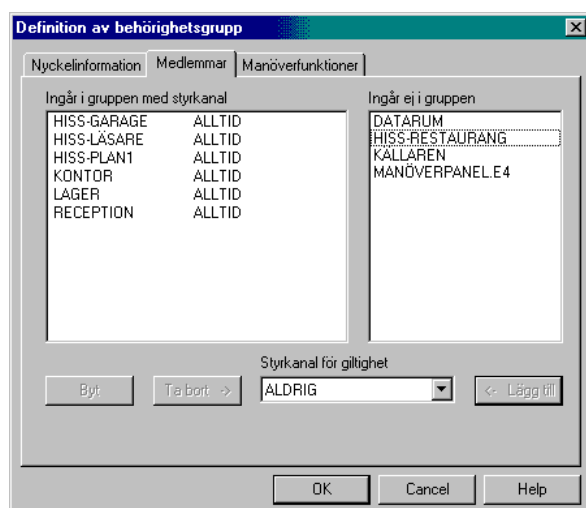 Definition av behörighetsgrupp
Nyckelinformation Medlemmar Manöverfunktioner
Ingår i gruppen med styrkanal
HISS-GARAGE ALLTID
HISS-LÄSARE ALLTID
HISS-PLAN1 ALLTID
KONTOR ALLTID
LAGER ALLTID
RECEPTION ALLTID
Ingår ej i gruppen
DATARUM
HISS-RESTAURANG
KÄLLAREN
MANÖVERPANEL.E4
Styrkanal för giltighet
Byt Ta bort -> ALDRIG <- Lägg till
OK Cancel Help